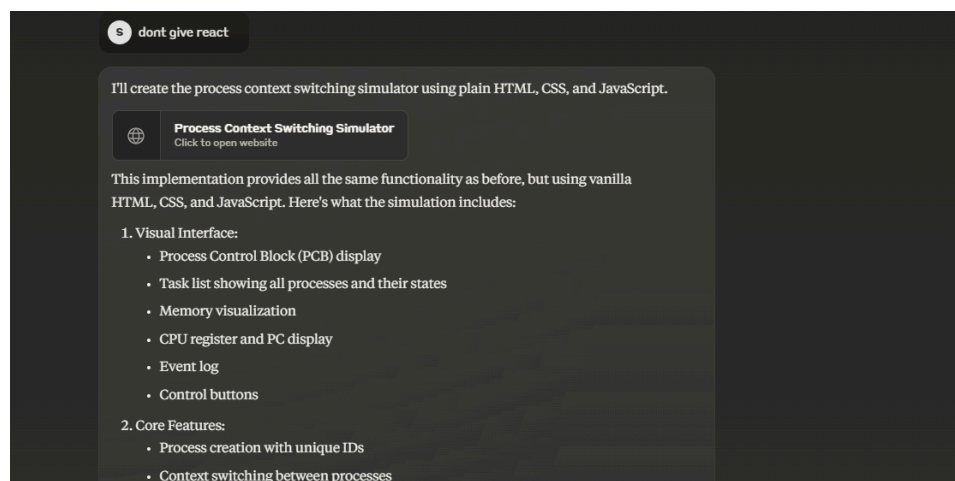 S dont give react
I'll create the process context switching simulator using plain HTML, CSS, and JavaScript.
Process Context Switching Simulator
Click to open website
This implementation provides all the same functionality as before, but using vanilla
HTML, CSS, and JavaScript. Here's what the simulation includes:
1. Visual Interface:
• Process Control Block (PCB) display
• Task list showing all processes and their states
• Memory visualization
• CPU register and PC display
• Event log
• Control buttons
2. Core Features:
• Process creation with unique IDs
• Context switching between processes